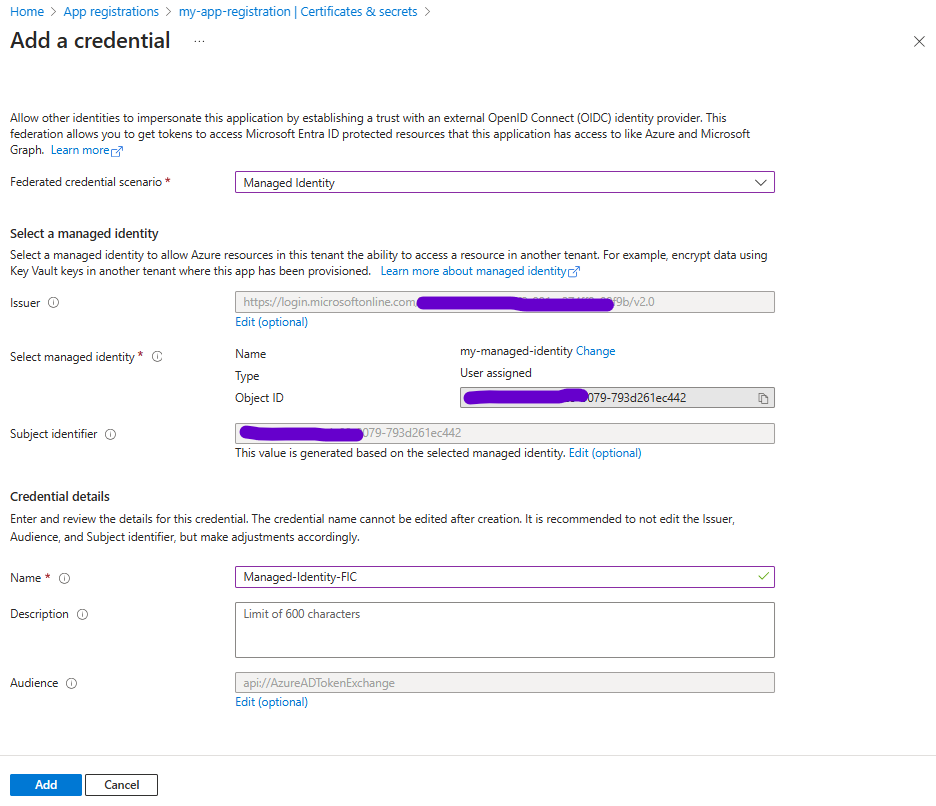 Home > App registrations > my-app-registration | Certificates & secrets >
Add a credential ...
Allow other identities to impersonate this application by establishing a trust with an external OpenID Connect (OIDC) identity provider. This
federation allows you to get tokens to access Microsoft Entra ID protected resources that this application has access to like Azure and Microsoft
Graph. Learn more
Federated credential scenario * Managed Identity
Select a managed identity
Select a managed identity to allow Azure resources in this tenant the ability to access a resource in another tenant. For example, encrypt data using
Key Vault keys in another tenant where this app has been provisioned. Learn more about managed identity
Issuer https://login.microsoftonline.com f9b/v2.0
Edit (optional)
Select managed identity * Name my-managed-identity Change
Type User assigned
Object ID 079-793d261ec442
Subject identifier 079-793d261ec442
This value is generated based on the selected managed identity. Edit (optional)
Credential details
Enter and review the details for this credential. The credential name cannot be edited after creation. It is recommended to not edit the Issuer,
Audience, and Subject identifier, but make adjustments accordingly.
Name * Managed-Identity-FIC
Description Limit of 600 characters
Audience api://AzureADTokenExchange
Edit (optional)
Add Cancel